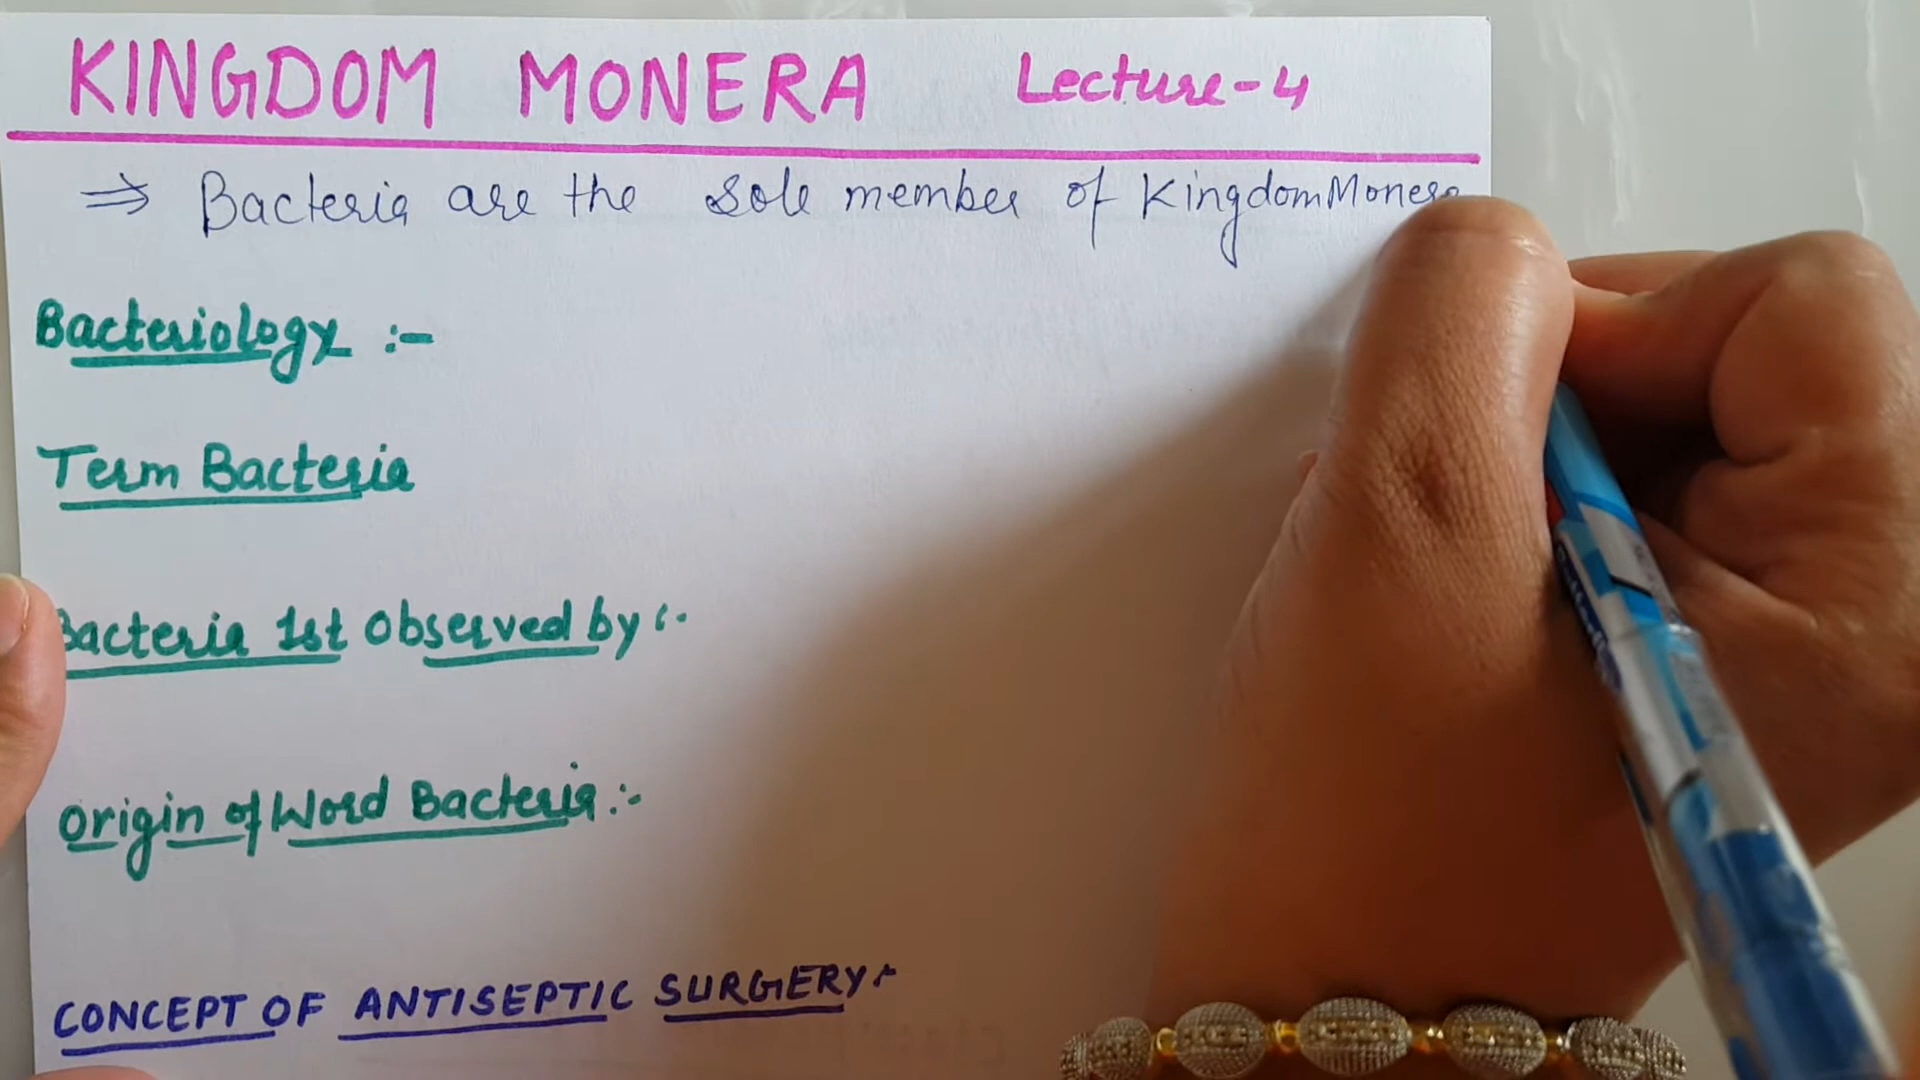 KINGDOM MONERA Lecture-4
⇒ Bacteria are the sole member of Kingdom Monera
Bacteriology :-
Term Bacteria
Bacteria 1st Observed by :-
Origin of Word Bacteria :-
CONCEPT OF ANTISEPTIC SURGERY :-